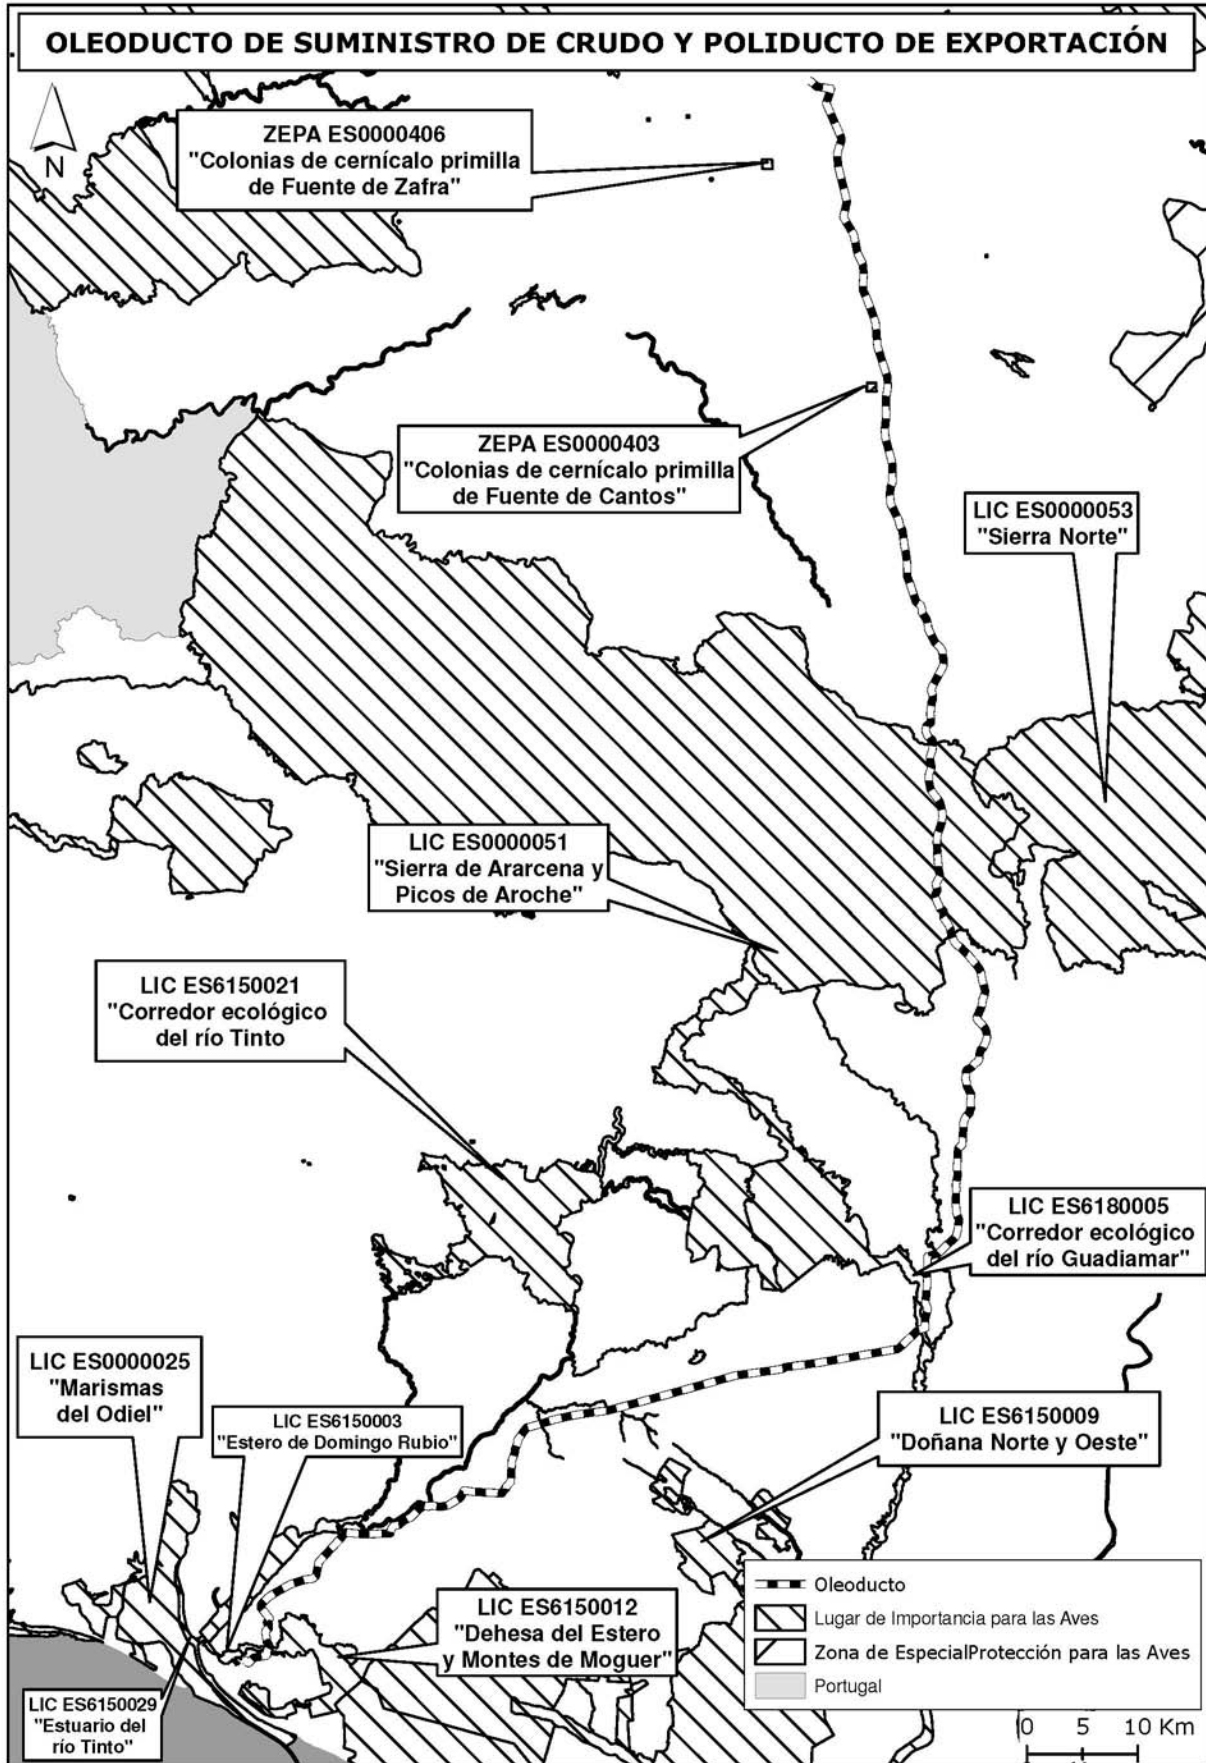 OLEODUCTO DE SUMINISTRO DE CRUDO Y POLIDUCTO DE EXPORTACIÓN
N
ZEPA ES0000406
"Colonias de cernícalo primilla
de Fuente de Zafra"
ZEPA ES0000403
"Colonias de cernícalo primilla
de Fuente de Cantos"
LIC ES0000053
"Sierra Norte"
LIC ES0000051
"Sierra de Ararcena y
Picos de Aroche"
LIC ES6150021
"Corredor ecológico
del río Tinto
LIC ES6180005
"Corredor ecológico
del río Guadiamar"
LIC ES0000025
"Marismas
del Odiel"
LIC ES6150003
"Estero de Domingo Rubio"
LIC ES6150009
"Doñana Norte y Oeste"
LIC ES6150012
"Dehesa del Estero
y Montes de Moguer"
LIC ES6150029
"Estuario del
río Tinto"
Oleoducto
Lugar de Importancia para las Aves
Zona de EspecialProtección para las Aves
Portugal
0 5 10 Km